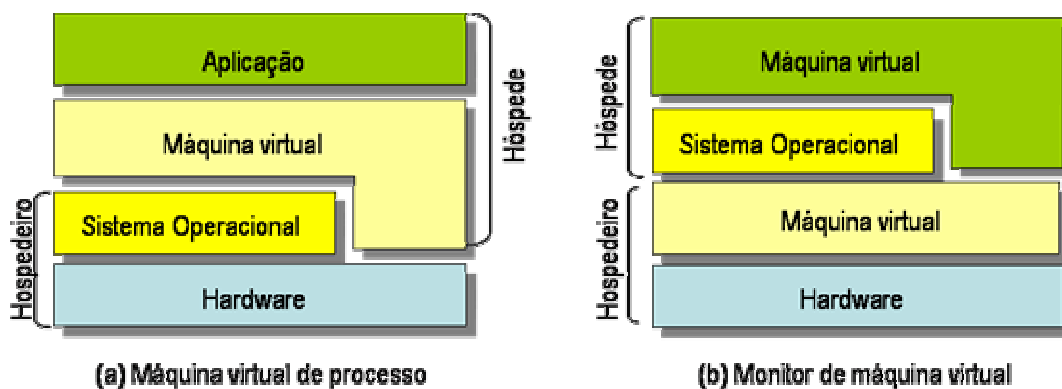 Aplicação
Máquina virtual
Sistema Operacional
Hardware
Hóspede
Hospedeiro
(a) Máquina virtual de processo
Máquina virtual
Sistema Operacional
Máquina virtual
Hardware
Hóspede
Hospedeiro
(b) Monitor de máquina virtual